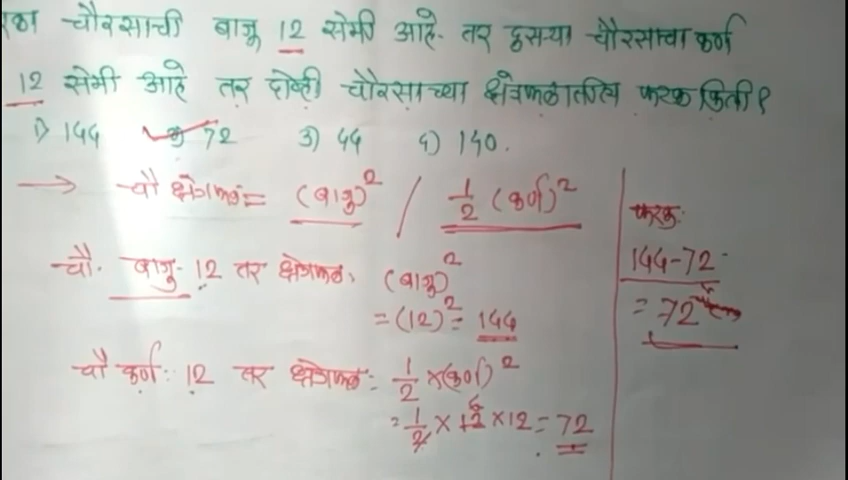 एका चौरसाची बाजू 12 सेमी आहे. तर दुसऱ्या चौरसाचा कर्ण
12 सेमी आहे तर दोन्ही चौरसाच्या क्षेत्रफळातील फरक किती?
1) 144 2) 72 3) 44 4) 140.
→ चौ क्षेत्रफळ = (बाजु)² / 1/2 (कर्ण)²
फरक:
चौ. बाजु. 12 तर क्षेत्रफळ. (बाजु)²
144-72
= (12)² = 144
= 72
चौ कर्ण: 12 तर क्षेत्रफळ = 1/2 × (कर्ण)²
= 1/2 × 12 6 × 12 = 72